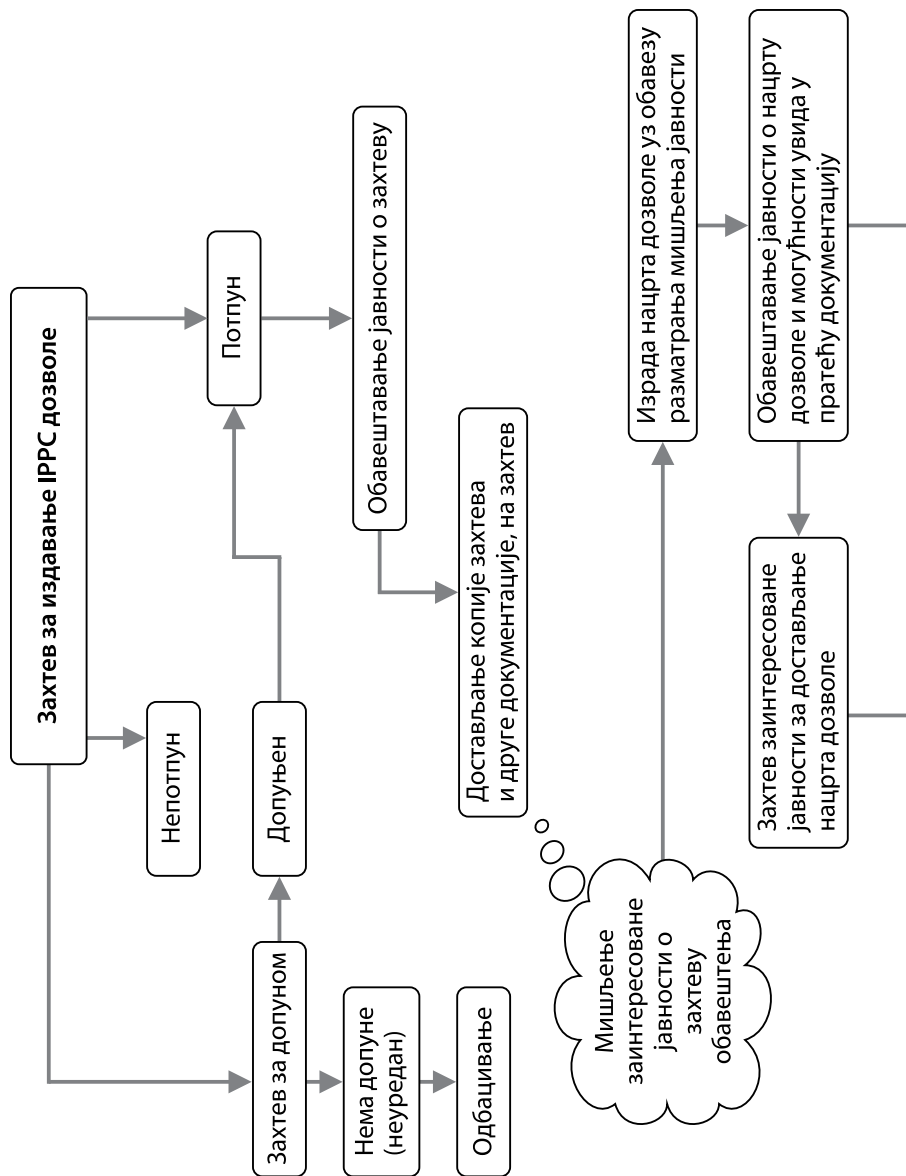 Захтев за издавање IPPC дозволе
Непотпун
Потпун
Захтев за допуном
Допуњен
Нема допуне
(неуредан)
Одбацивање
Обавештавање јавности о захтеву
Достављање копије захтева
и друге документације, на захтев
Мишљење
заинтересоване
јавности о
захтеву
обавештења
Израда нацрта дозволе уз обавезу
разматрања мишљења јавности
Обавештавање јавности о нацрту
дозволе и могућности увида у
пратећу документацију
Захтев заинтересоване
јавности за достављање
нацрта дозволе